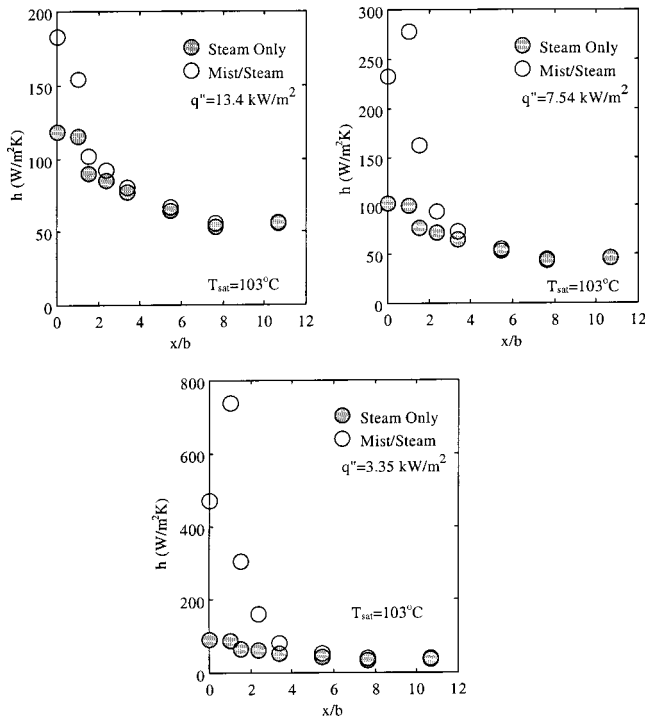 200
150
100
50
0
h (W/m²K)
Steam Only
Mist/Steam
q"=13.4 kW/m²
T_sat=103°C
0 2 4 6 8 10 12
x/b
300
250
200
150
100
50
0
h (W/m²K)
Steam Only
Mist/Steam
q"=7.54 kW/m²
T_sat=103°C
0 2 4 6 8 10 12
x/b
800
600
400
200
0
h (W/m²K)
Steam Only
Mist/Steam
q"=3.35 kW/m²
T_sat=103°C
0 2 4 6 8 10 12
x/b